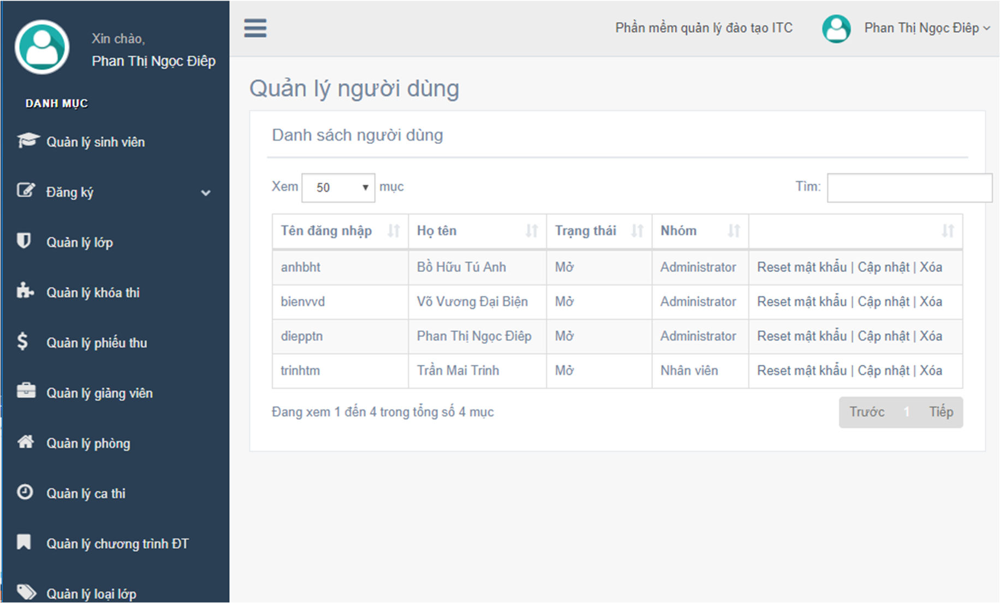 Xin chào,
Phan Thị Ngọc Điêp
DANH MỤC
Quản lý sinh viên
Đăng ký
Quản lý lớp
Quản lý khóa thi
Quản lý phiếu thu
Quản lý giảng viên
Quản lý phòng
Quản lý ca thi
Quản lý chương trình ĐT
Quản lý loại lớp
Phần mềm quản lý đào tạo ITC Phan Thị Ngọc Điêp
Quản lý người dùng
Danh sách người dùng
Xem 50 mục Tìm:
Tên đăng nhập Họ tên Trạng thái Nhóm
anhbht Bồ Hữu Tú Anh Mở Administrator Reset mật khẩu | Cập nhật | Xóa
bienvvd Võ Vương Đại Biện Mở Administrator Reset mật khẩu | Cập nhật | Xóa
diepptn Phan Thị Ngọc Điêp Mở Administrator Reset mật khẩu | Cập nhật | Xóa
trinhtm Trần Mai Trinh Mở Nhân viên Reset mật khẩu | Cập nhật | Xóa
Đang xem 1 đến 4 trong tổng số 4 mục Trước 1 Tiếp